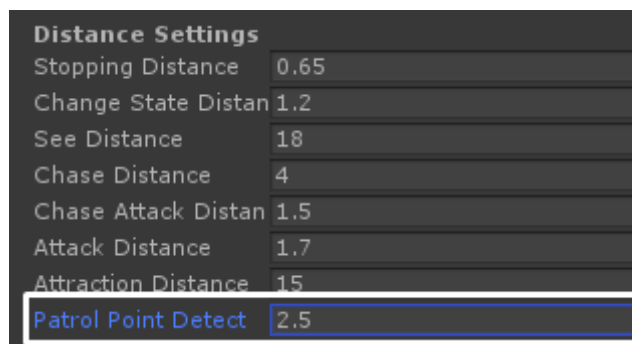 Distance Settings
Stopping Distance 0.65
Change State Distan 1.2
See Distance 18
Chase Distance 4
Chase Attack Distan 1.5
Attack Distance 1.7
Attraction Distance 15
Patrol Point Detect 2.5